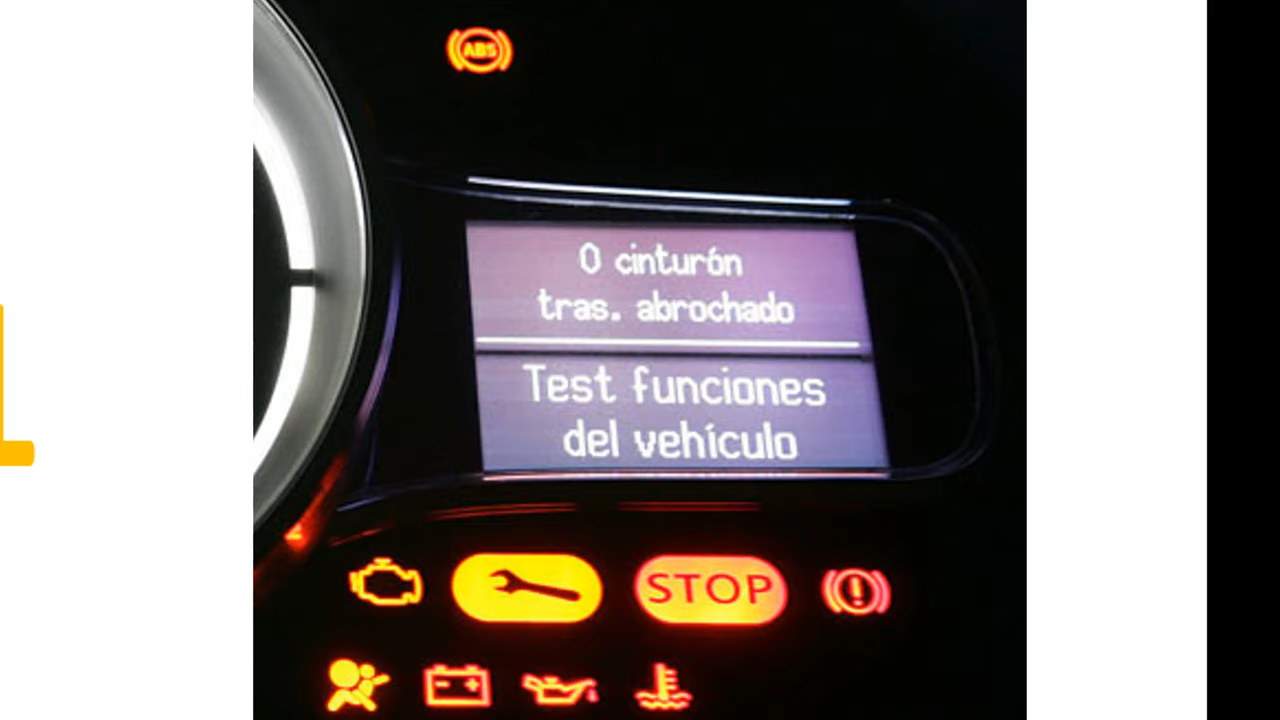 ABS
0 cinturón
tras. abrochado
Test funciones
del vehículo
STOP